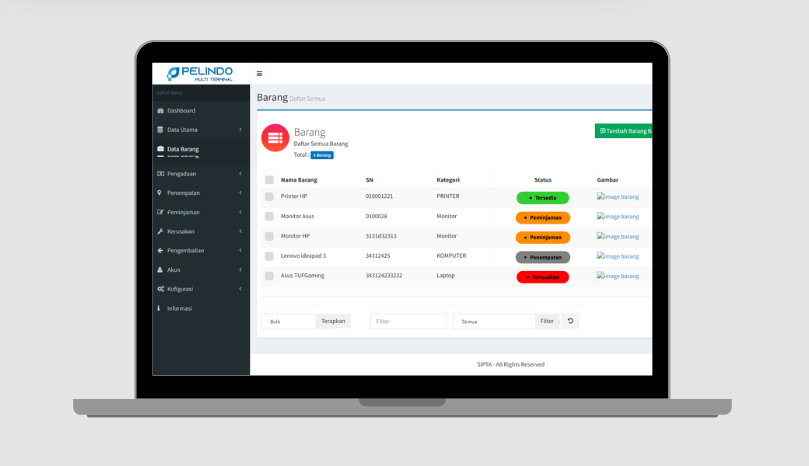 PELINDO
MULTI TERMINAL
Daftar Menu
Dashboard
Data Utama
Data Barang
Pengadaan
Penempatan
Peminjaman
Kerusakan
Pengembalian
Akun
Kofigurasi
Informasi
Barang Daftar Semua
Barang
Daftar Semua Barang
Total : 5 Barang
Tambah Barang B
Nama Barang SN Kategori Status Gambar
Printer HP 010001221 PRINTER Tersedia image barang
Monitor Asus 0100028 Monitor Peminjaman image barang
Monitor HP 3131d32313 Monitor Peminjaman image barang
Lenovo ideapad 3 34312425 KOMPUTER Penempatan image barang
Asus TUFGaming 343124233232 Laptop Kerusakan image barang
Bulk Terapkan Filter Semua Filter
SIPTA - All Rights Reserved